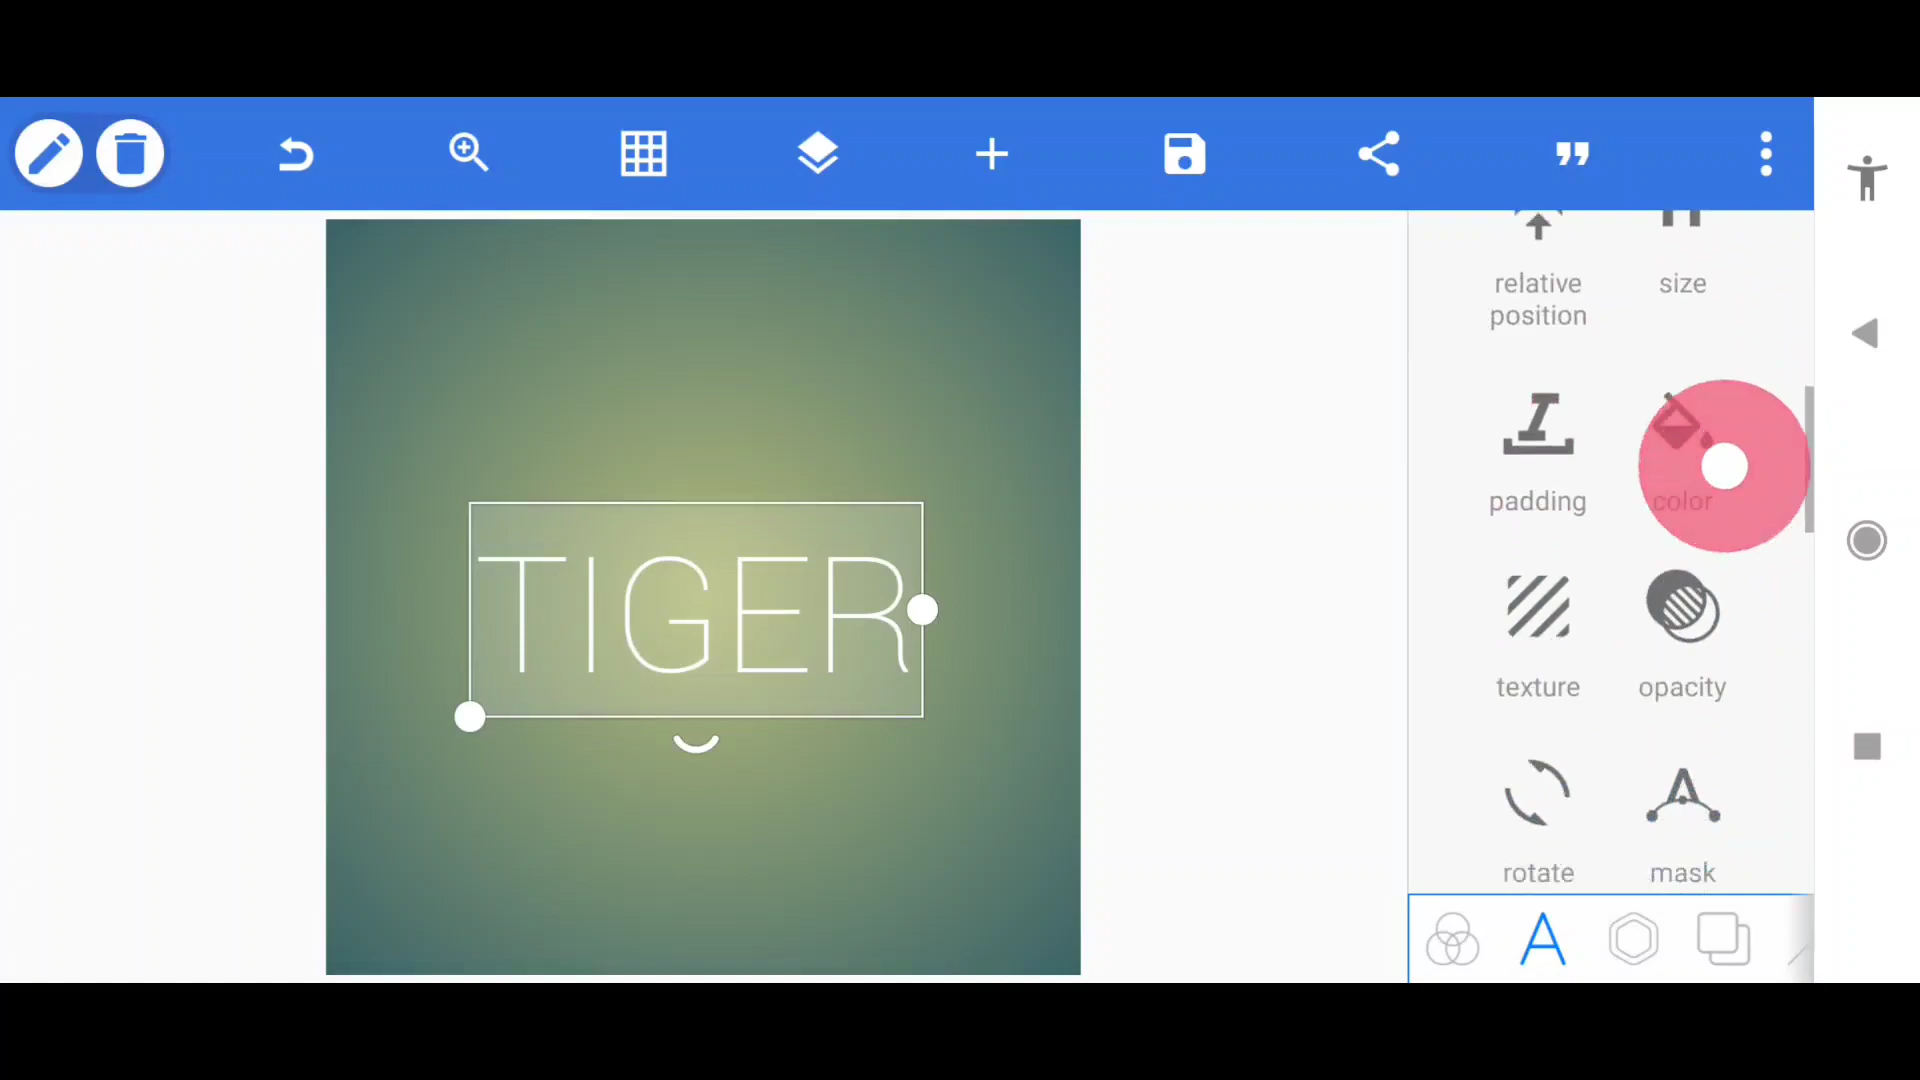 relative
position
size
padding
color
TIGER
texture
opacity
rotate
mask